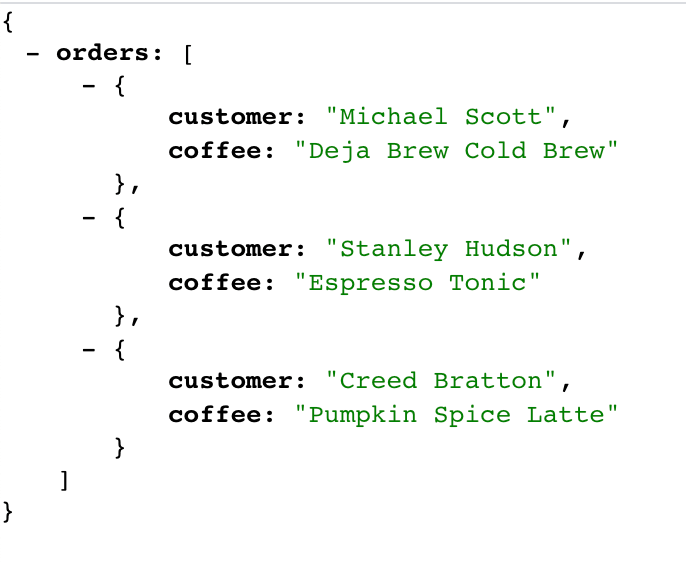 {
- orders: [
- {
customer: "Michael Scott",
coffee: "Deja Brew Cold Brew"
},
- {
customer: "Stanley Hudson",
coffee: "Espresso Tonic"
},
- {
customer: "Creed Bratton",
coffee: "Pumpkin Spice Latte"
}
]
}